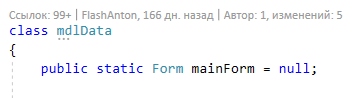 Ссылок: 99+ | FlashAnton, 166 дн. назад | Автор: 1, изменений: 5
class mdlData
{
    public static Form mainForm = null;